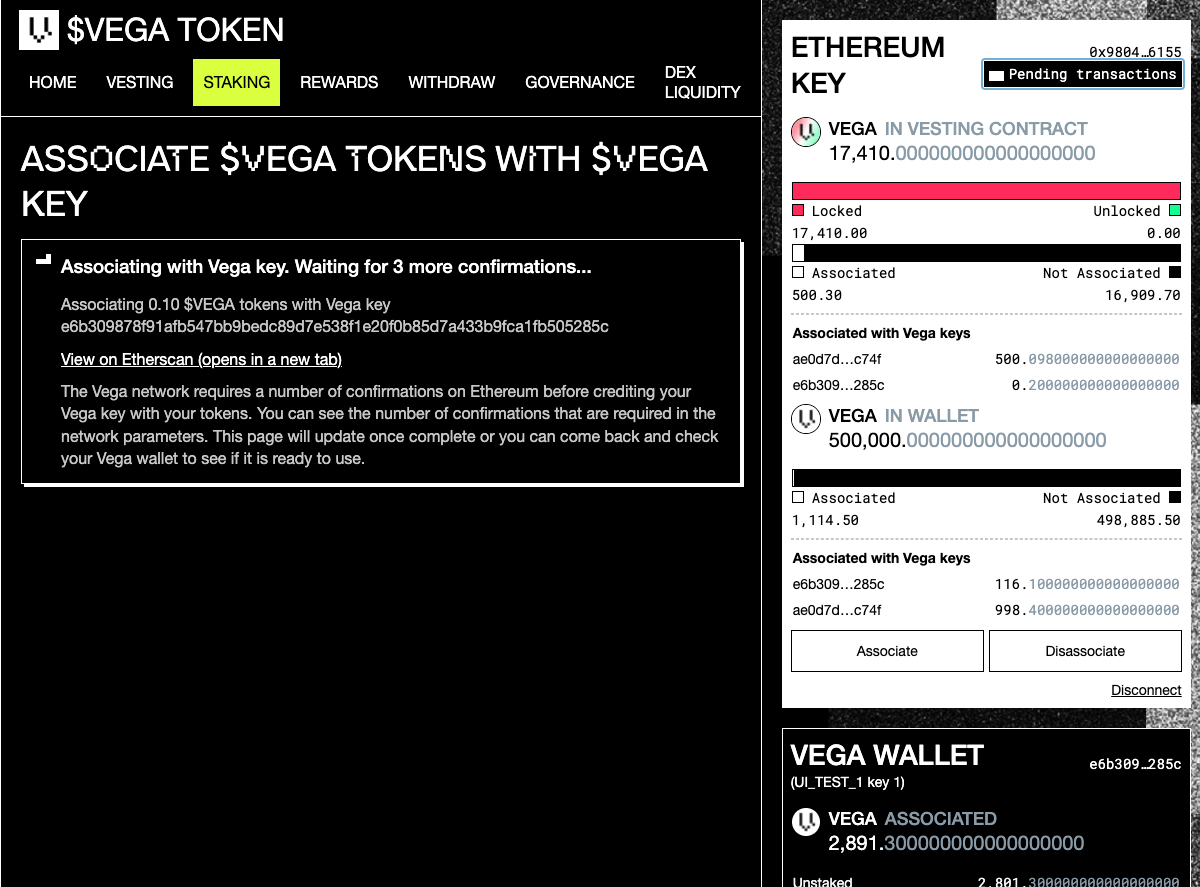 $VEGA TOKEN
HOME VESTING STAKING REWARDS WITHDRAW GOVERNANCE DEX LIQUIDITY
ASSOCIATE $VEGA TOKENS WITH $VEGA
KEY
Associating with Vega key. Waiting for 3 more confirmations...
Associating 0.10 $VEGA tokens with Vega key
e6b309878f91afb547bb9bedc89d7e538f1e20f0b85d7a433b9fca1fb505285c
View on Etherscan (opens in a new tab)
The Vega network requires a number of confirmations on Ethereum before crediting your
Vega key with your tokens. You can see the number of confirmations that are required in the
network parameters. This page will update once complete or you can come back and check
your Vega wallet to see if it is ready to use.
ETHEREUM
KEY
0x9804…6155
Pending transactions
VEGA IN VESTING CONTRACT
17,410.000000000000000000
Locked Unlocked
17,410.00 0.00
Associated Not Associated
500.30 16,909.70
Associated with Vega keys
ae0d7d…c74f 500.098000000000000000
e6b309…285c 0.200000000000000000
VEGA IN WALLET
500,000.000000000000000000
Associated Not Associated
1,114.50 498,885.50
Associated with Vega keys
e6b309…285c 116.100000000000000000
ae0d7d…c74f 998.400000000000000000
Associate Disassociate
Disconnect
VEGA WALLET
e6b309…285c
(UI_TEST_1 key 1)
VEGA ASSOCIATED
2,891.300000000000000000
Unstaked 2,801.300000000000000000